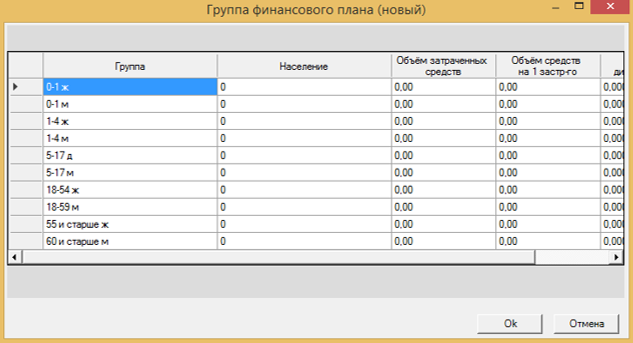 Группа финансового плана (новый)
Группа Население Объём затраченных средств Объём средств на 1 застр-го ди
0-1 ж 0 0,00 0,00 0,000
0-1 м 0 0,00 0,00 0,000
1-4 ж 0 0,00 0,00 0,000
1-4 м 0 0,00 0,00 0,000
5-17 д 0 0,00 0,00 0,000
5-17 м 0 0,00 0,00 0,000
18-54 ж 0 0,00 0,00 0,000
18-59 м 0 0,00 0,00 0,000
55 и старше ж 0 0,00 0,00 0,000
60 и старше м 0 0,00 0,00 0,000
Ok Отмена